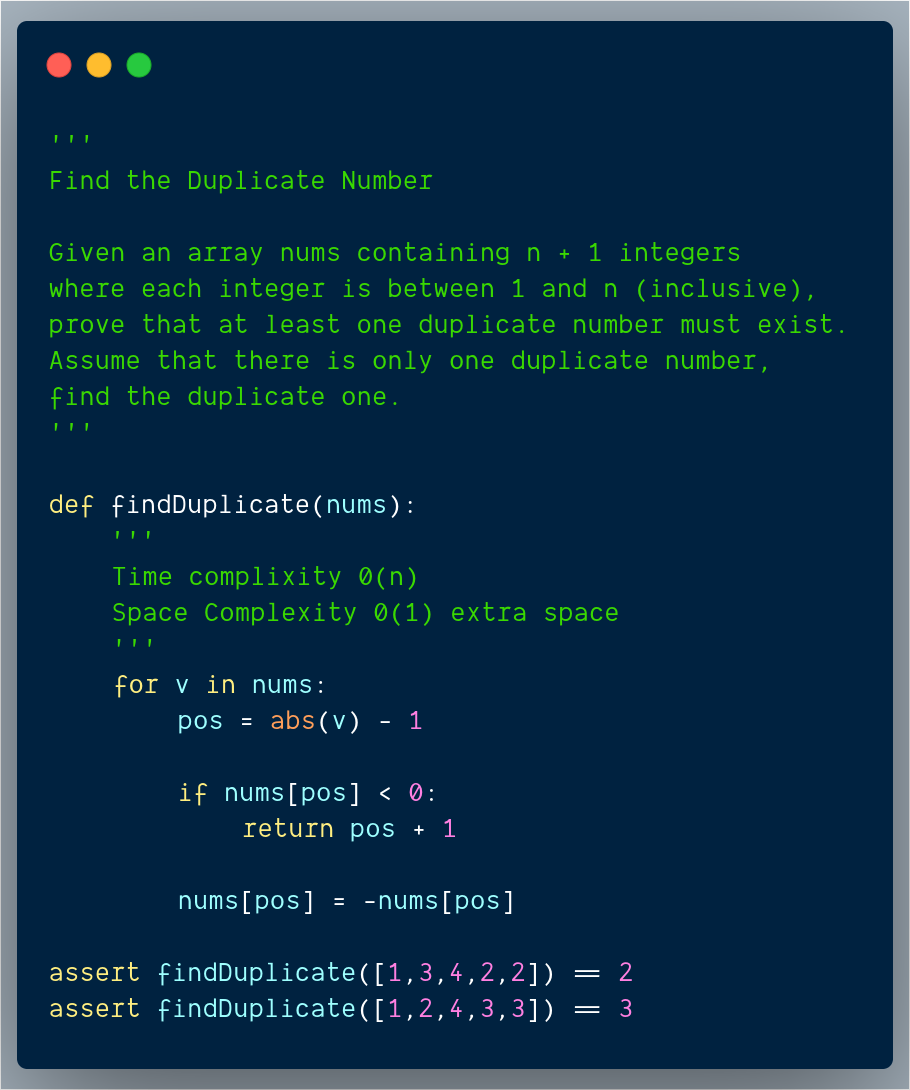 '''
Find the Duplicate Number
Given an array nums containing n + 1 integers
where each integer is between 1 and n (inclusive),
prove that at least one duplicate number must exist.
Assume that there is only one duplicate number,
find the duplicate one.
'''
def findDuplicate(nums):
    '''
    Time complixity O(n)
    Space Complexity O(1) extra space
    '''
    for v in nums:
        pos = abs(v) - 1
        if nums[pos] < 0:
            return pos + 1
        nums[pos] = -nums[pos]
assert findDuplicate([1,3,4,2,2]) == 2
assert findDuplicate([1,2,4,3,3]) == 3